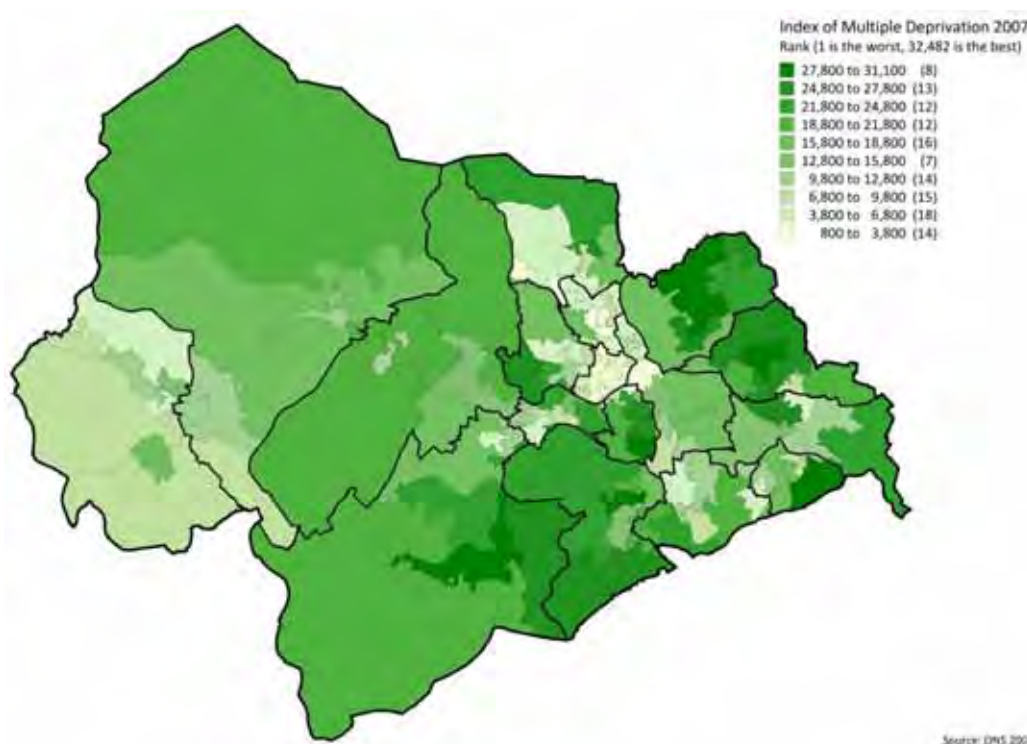 Index of Multiple Deprivation 2007
Rank (1 is the worst, 32,482 is the best)
27,800 to 31,100 (8)
24,800 to 27,800 (13)
21,800 to 24,800 (12)
18,800 to 21,800 (12)
15,800 to 18,800 (16)
12,800 to 15,800 (7)
9,800 to 12,800 (14)
6,800 to 9,800 (15)
3,800 to 6,800 (18)
800 to 3,800 (14)
Source: ONS 200